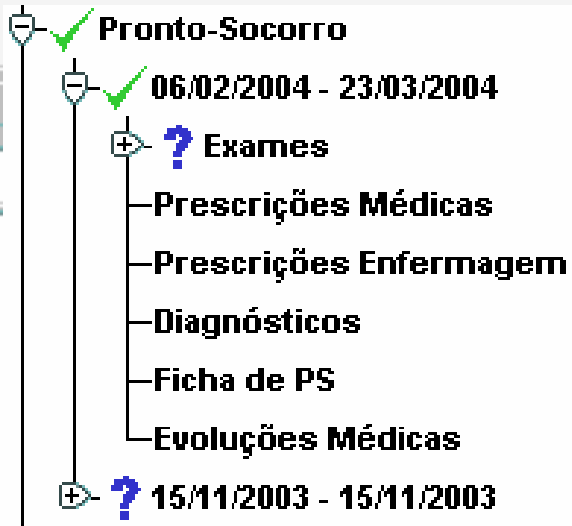 Pronto-Socorro
06/02/2004 - 23/03/2004
? Exames
Prescrições Médicas
Prescrições Enfermagem
Diagnósticos
Ficha de PS
Evoluções Médicas
? 15/11/2003 - 15/11/2003